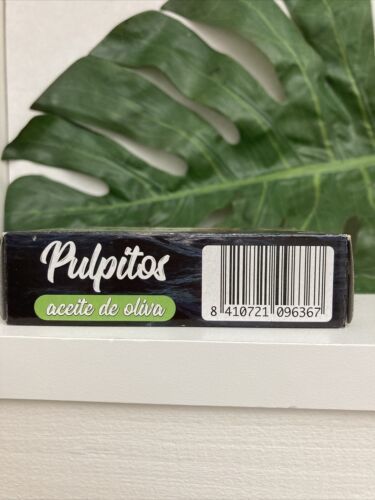 Pulpitos
aceite de oliva
8 410721 096367